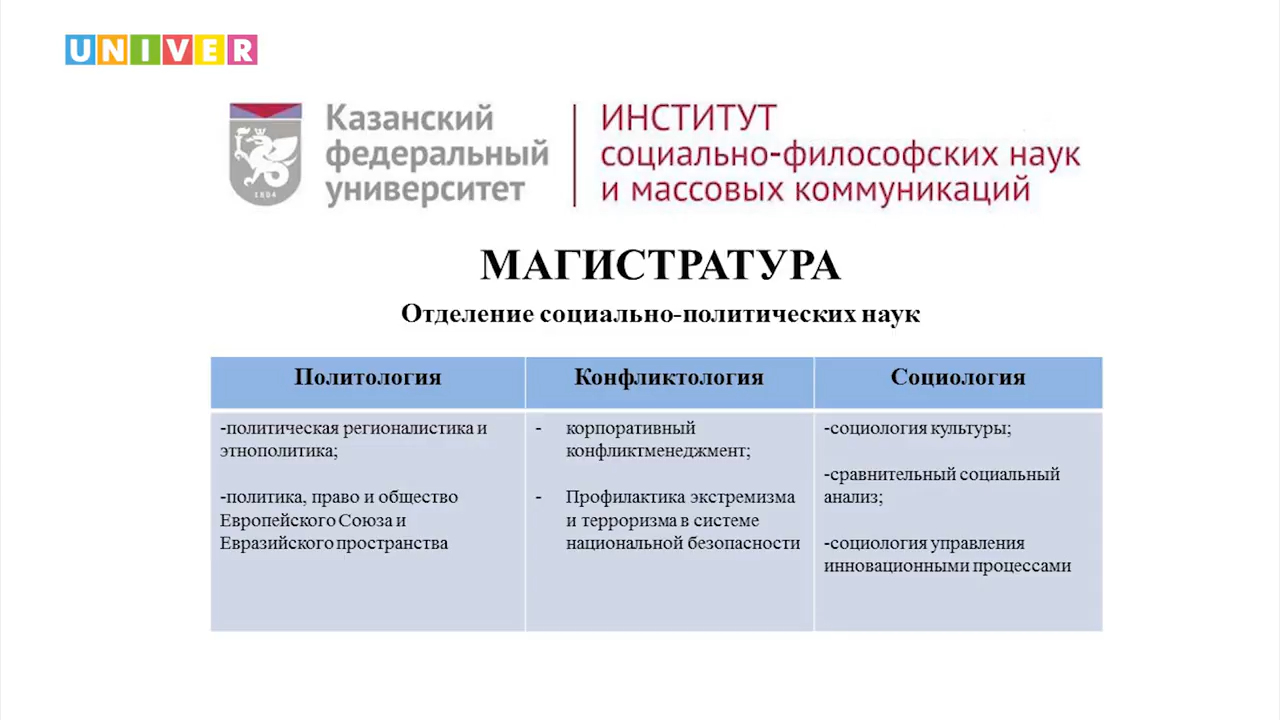 UNIVER
Казанский
федеральный
университет
1804
ИНСТИТУТ
социально-философских наук
и массовых коммуникаций
МАГИСТРАТУРА
Отделение социально-политических наук
Политология
Конфликтология
Социология
-политическая регионалистика и
этнополитика;
-политика, право и общество
Европейского Союза и
Евразийского пространства
- корпоративный
конфликтменеджмент;
- Профилактика экстремизма
и терроризма в системе
национальной безопасности
-социология культуры;
-сравнительный социальный
анализ;
-социология управления
инновационными процессами